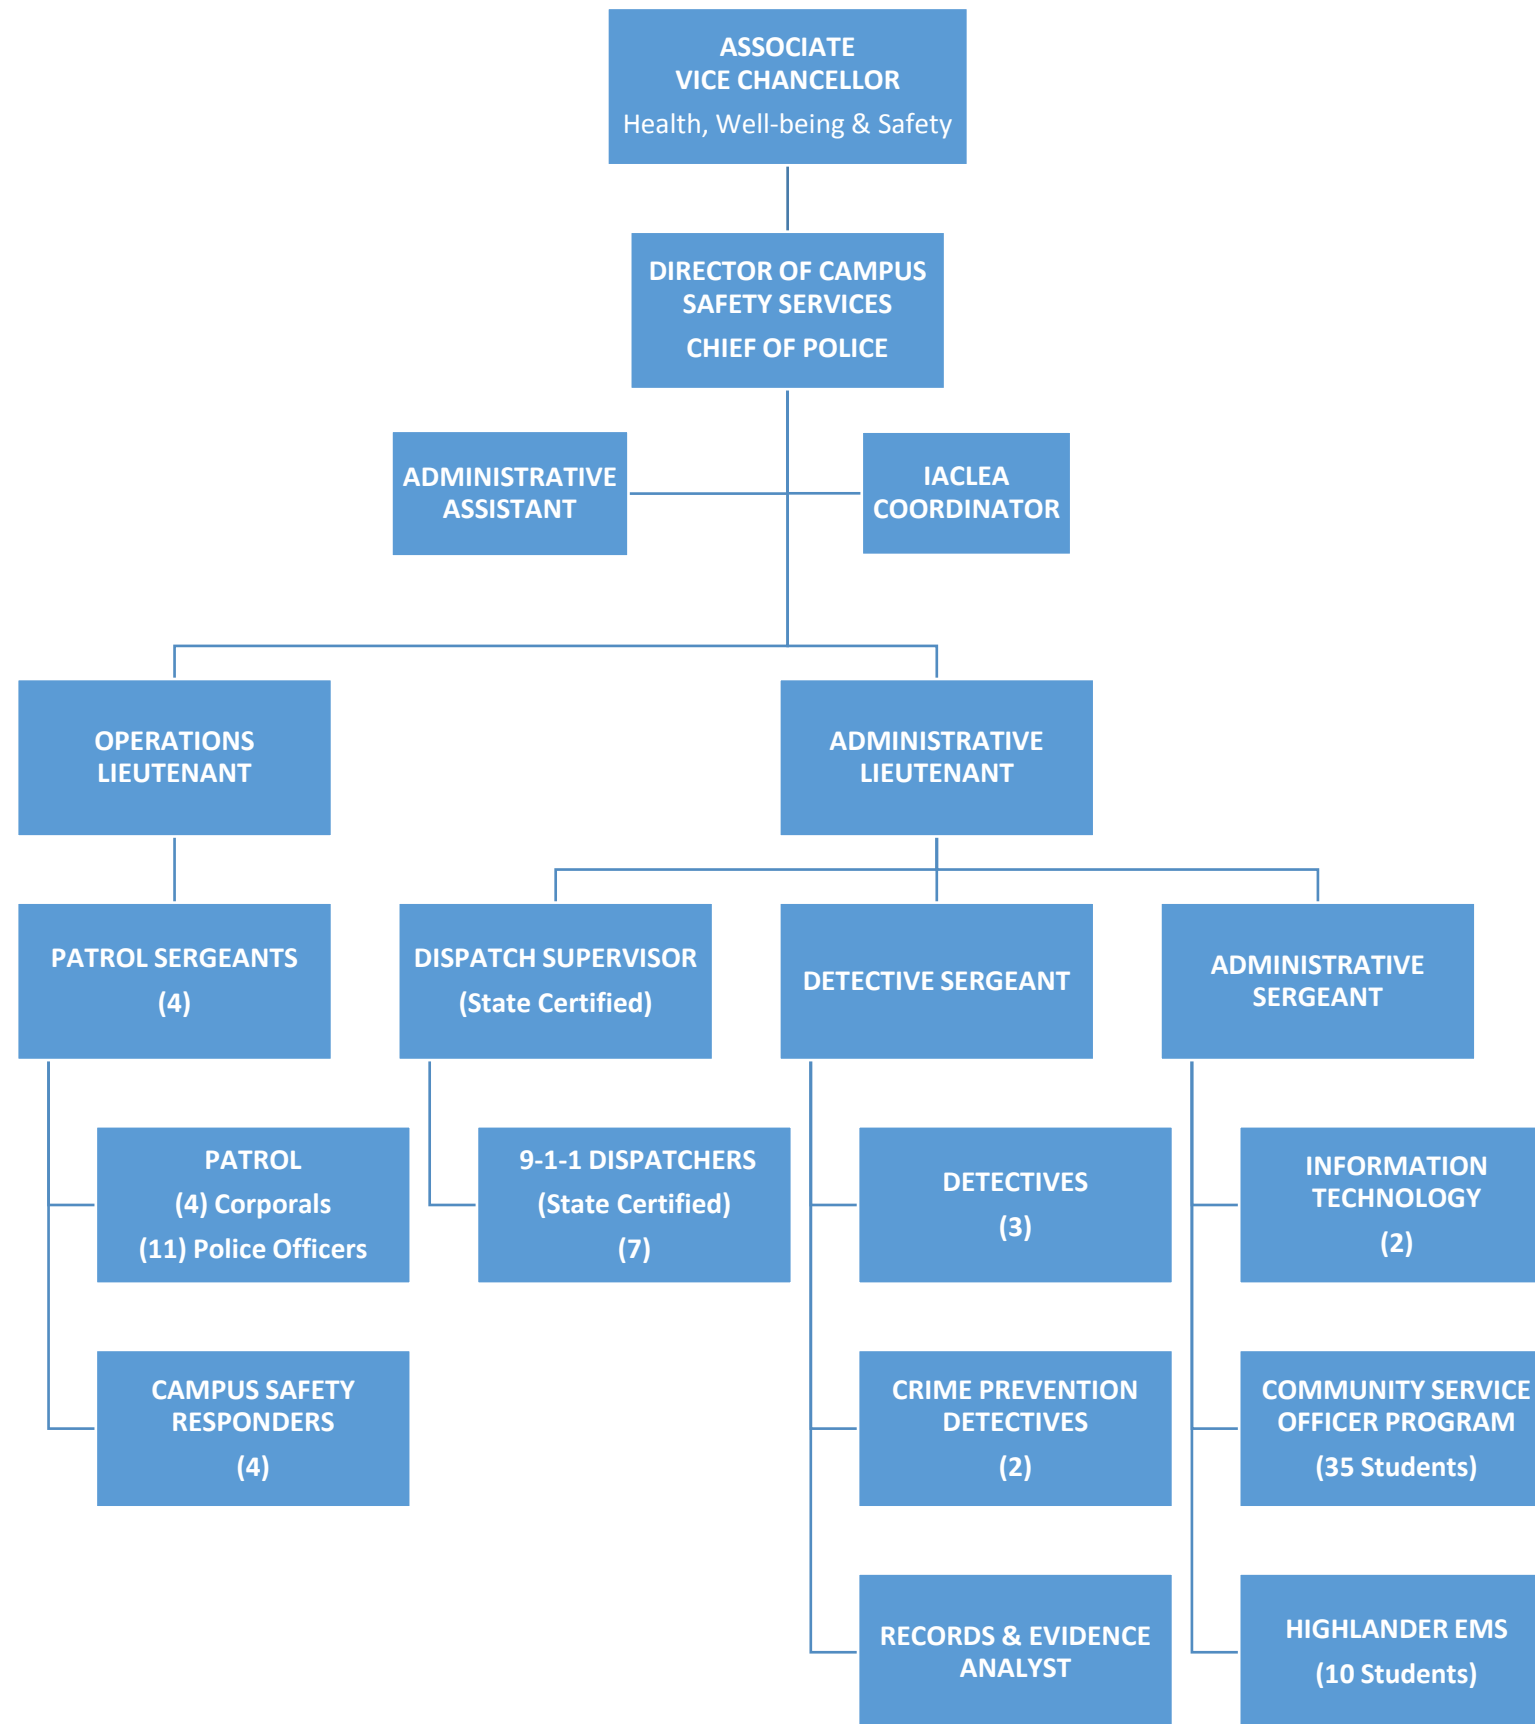 ASSOCIATE
VICE CHANCELLOR
Health, Well-being & Safety
DIRECTOR OF CAMPUS
SAFETY SERVICES
CHIEF OF POLICE
ADMINISTRATIVE
ASSISTANT
IACLEA
COORDINATOR
OPERATIONS
LIEUTENANT
ADMINISTRATIVE
LIEUTENANT
PATROL SERGEANTS
(4)
DISPATCH SUPERVISOR
(State Certified)
DETECTIVE SERGEANT
ADMINISTRATIVE
SERGEANT
PATROL
(4) Corporals
(11) Police Officers
9-1-1 DISPATCHERS
(State Certified)
(7)
DETECTIVES
(3)
INFORMATION
TECHNOLOGY
(2)
CAMPUS SAFETY
RESPONDERS
(4)
CRIME PREVENTION
DETECTIVES
(2)
COMMUNITY SERVICE
OFFICER PROGRAM
(35 Students)
RECORDS & EVIDENCE
ANALYST
HIGHLANDER EMS
(10 Students)